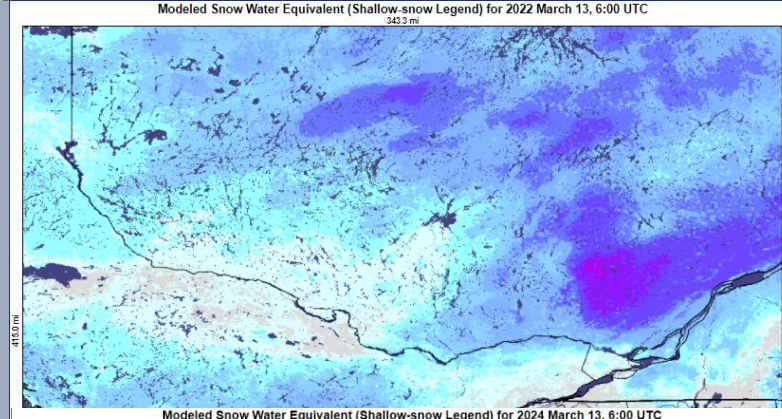 Modeled Snow Water Equivalent (Shallow-snow Legend) for 2022 March 13, 6:00 UTC
343.3 mi
415.0 mi
Modeled Snow Water Equivalent (Shallow-snow Legend) for 2024 March 13, 6:00 UTC